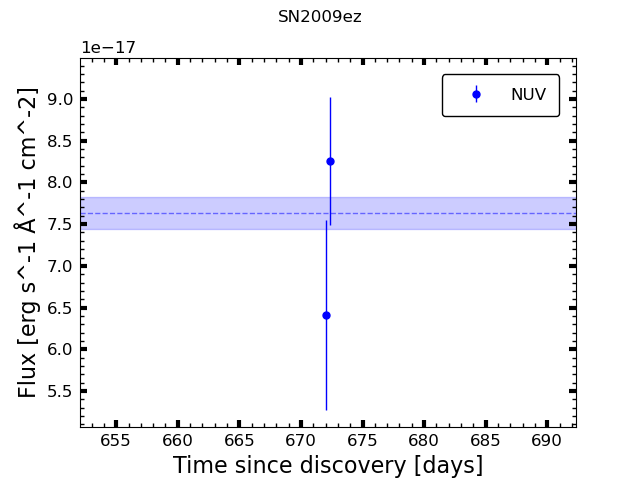 SN2009ez
1e−17
NUV
9.0
8.5
8.0
7.5
7.0
6.5
6.0
5.5
Flux [erg s^-1 Å^-1 cm^-2]
655 660 665 670 675 680 685 690
Time since discovery [days]